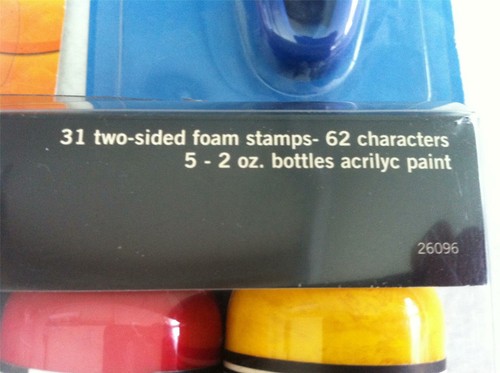 31 two-sided foam stamps- 62 characters
5 - 2 oz. bottles acrilyc paint
26096